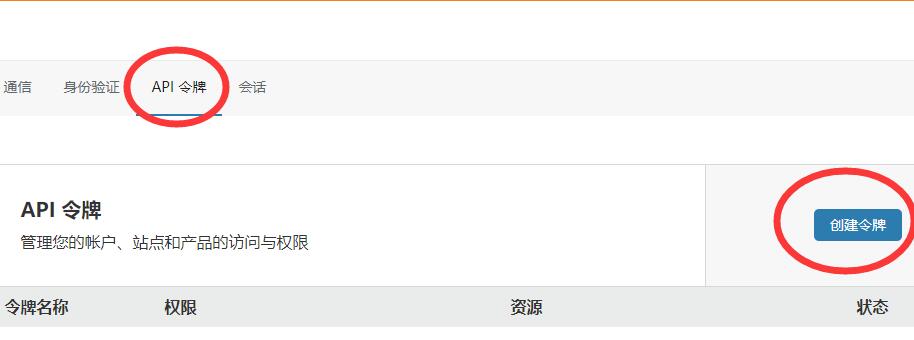 通信 身份验证 API 令牌 会话
API 令牌
管理您的帐户、站点和产品的访问与权限
创建令牌
令牌名称 权限 资源 状态